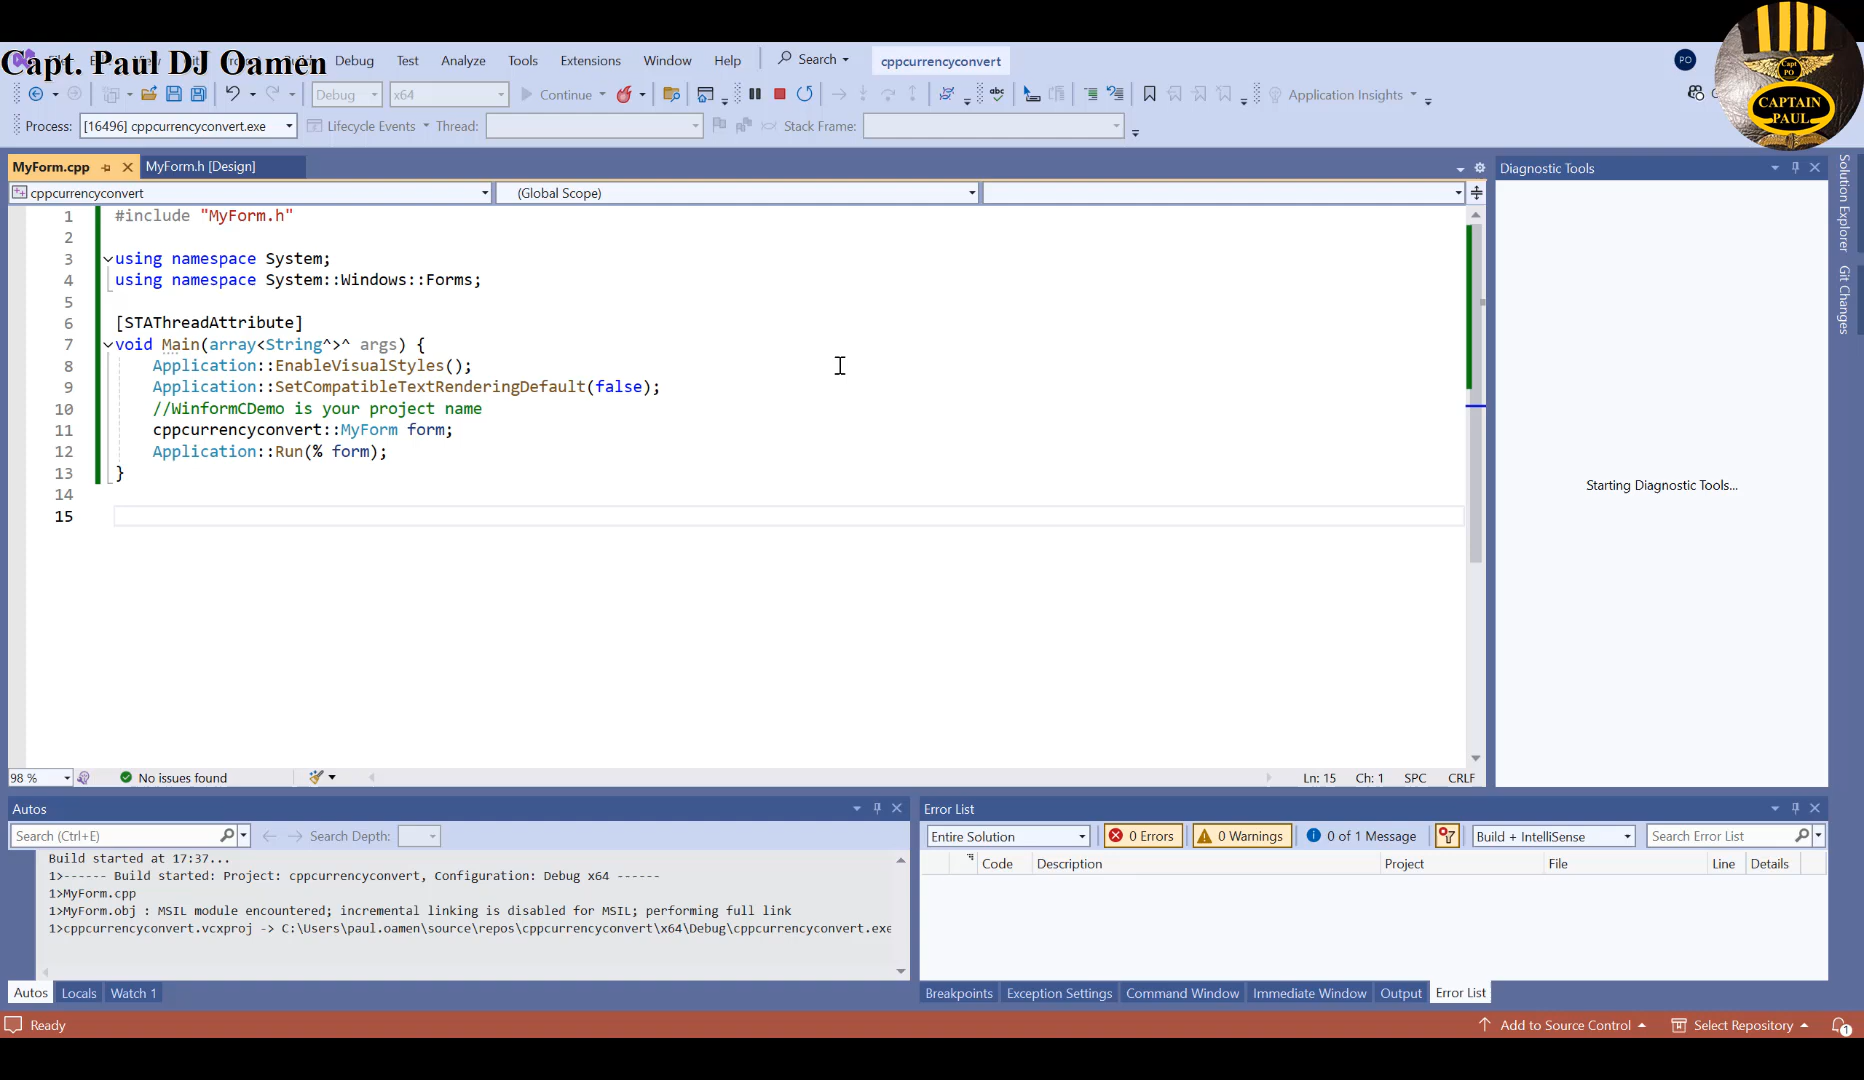 Capt. Paul DJ Oamen
Debug Test Analyze Tools Extensions Window Help Search cppcurrencyconvert PO
Debug x64 Continue Application Insights
Process: [16496] cppcurrencyconvert.exe Lifecycle Events Thread: Stack Frame:
Capt
PO
CAPTAIN
PAUL
MyForm.cpp MyForm.h [Design]
Diagnostic Tools
Solution Explorer
Git Changes
cppcurrencyconvert (Global Scope)
1 #include "MyForm.h"
2
3 using namespace System;
4 using namespace System::Windows::Forms;
5
6 [STAThreadAttribute]
7 void Main(array<String^>^ args) {
8 Application::EnableVisualStyles();
9 Application::SetCompatibleTextRenderingDefault(false);
10 //WinformCDemo is your project name
11 cppcurrencyconvert::MyForm form;
12 Application::Run(% form);
13 }
14
15
Starting Diagnostic Tools...
98 % No issues found Ln: 15 Ch: 1 SPC CRLF
Autos
Search (Ctrl+E) Search Depth:
Build started at 17:37...
1>------ Build started: Project: cppcurrencyconvert, Configuration: Debug x64 ------
1>MyForm.cpp
1>MyForm.obj : MSIL module encountered; incremental linking is disabled for MSIL; performing full link
1>cppcurrencyconvert.vcxproj -> C:\Users\paul.oamen\source\repos\cppcurrencyconvert\x64\Debug\cppcurrencyconvert.exe
Autos Locals Watch 1
Error List
Entire Solution 0 Errors 0 Warnings 0 of 1 Message Build + IntelliSense Search Error List
Code Description Project File Line Details
Breakpoints Exception Settings Command Window Immediate Window Output Error List
Ready Add to Source Control Select Repository 1